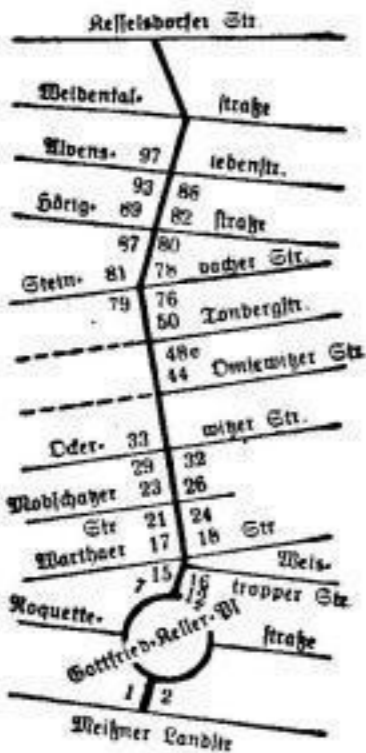 Kesselsdorfer Str.
Weidental- straße
Alvens- 97 lebenstr.
93 86
Hörig- 89 82 straße
87 80
Stein- 81 78 bacher Str.
79 76
50 Tonbergstr.
48e
44 Omsewitzer Str.
Ocker- 33 witzer Str.
29 32
Mobschatzer 23 26
Str 21 24
Warthaer 17 18 Str
15 16 Weis-
7 tropper Str.
Roquette- straße
Gottfried-Keller-Pl
1 2
Meißner Landstr